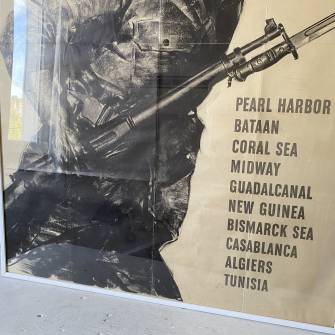 PEARL HARBOR
BATAAN
CORAL SEA
MIDWAY
GUADALCANAL
NEW GUINEA
BISMARCK SEA
CASABLANCA
ALGIERS
TUNISIA